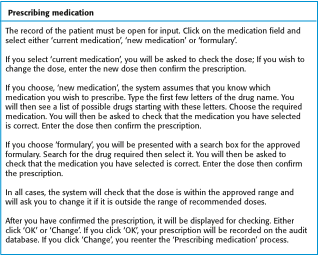 Prescribing medication
The record of the patient must be open for input. Click on the medication field and
select either ‘current medication’, ‘new medication’ or ‘formulary’.
If you select ‘current medication’, you will be asked to check the dose; If you wish to
change the dose, enter the new dose then confirm the prescription.
If you choose, ‘new medication’, the system assumes that you know which
medication you wish to prescribe. Type the first few letters of the drug name. You
will then see a list of possible drugs starting with these letters. Choose the required
medication. You will then be asked to check that the medication you have selected
is correct. Enter the dose then confirm the prescription.
If you choose ‘formulary’, you will be presented with a search box for the approved
formulary. Search for the drug required then select it. You will then be asked to
check that the medication you have selected is correct. Enter the dose then confirm
the prescription.
In all cases, the system will check that the dose is within the approved range and
will ask you to change it if it is outside the range of recommended doses.
After you have confirmed the prescription, it will be displayed for checking. Either
click ‘OK’ or ‘Change’. If you click ‘OK’, your prescription will be recorded on the audit
database. If you click ‘Change’, you reenter the ‘Prescribing medication’ process.